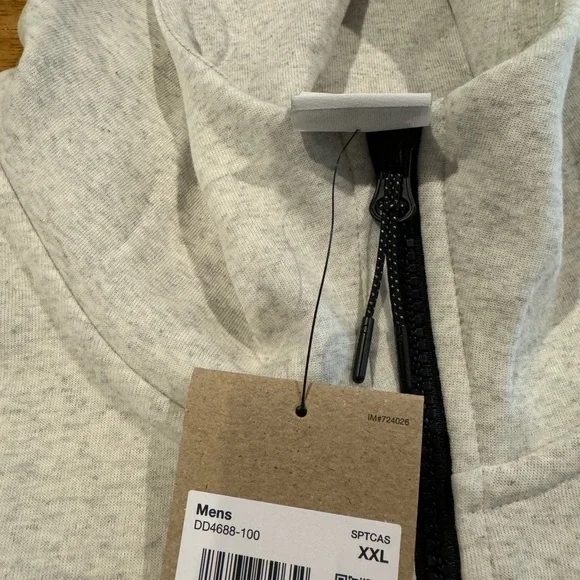 IM#724026
Mens
DD4688-100
SPTCAS
XXL